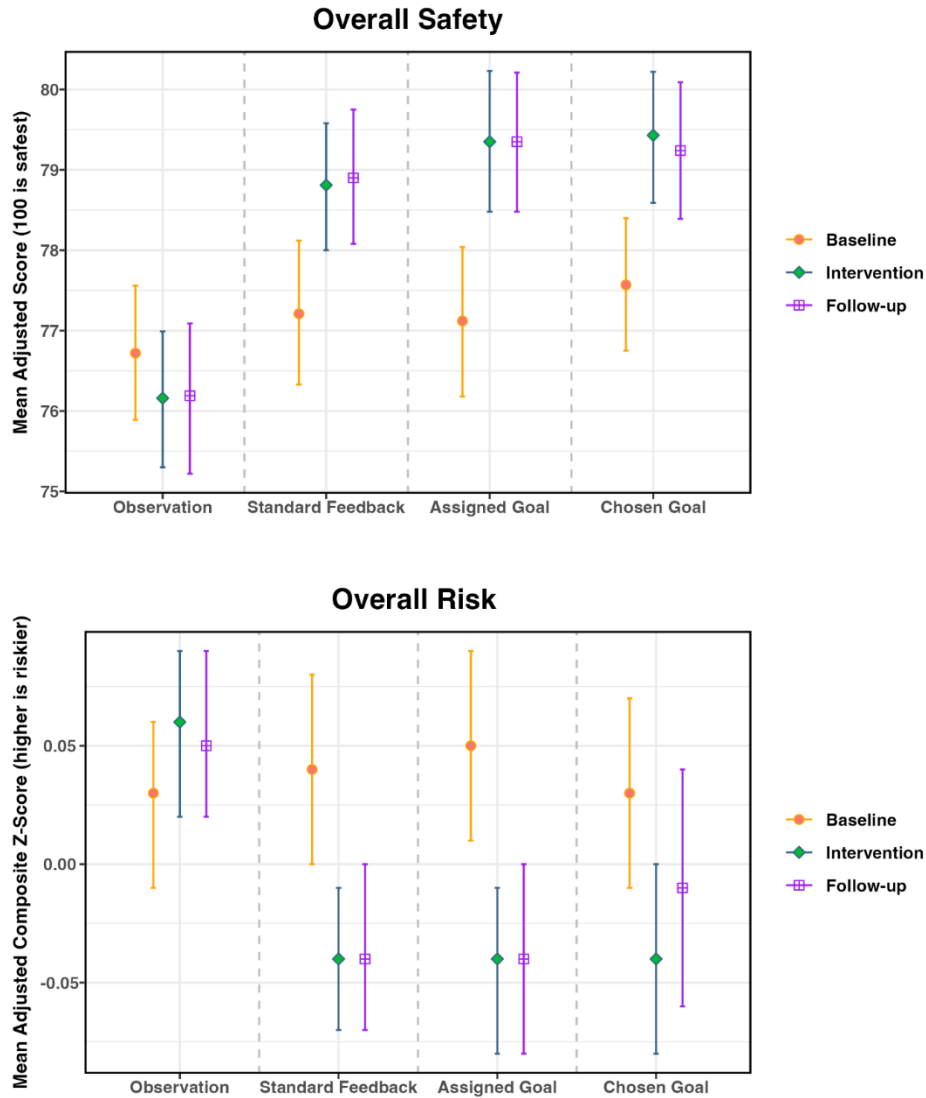 Overall Safety
Mean Adjusted Score (100 is safest)
80
79
78
77
76
75
Observation
Standard Feedback
Assigned Goal
Chosen Goal
Baseline
Intervention
Follow-up
Overall Risk
Mean Adjusted Composite Z-Score (higher is riskier)
0.05
0.00
-0.05
Observation
Standard Feedback
Assigned Goal
Chosen Goal
Baseline
Intervention
Follow-up